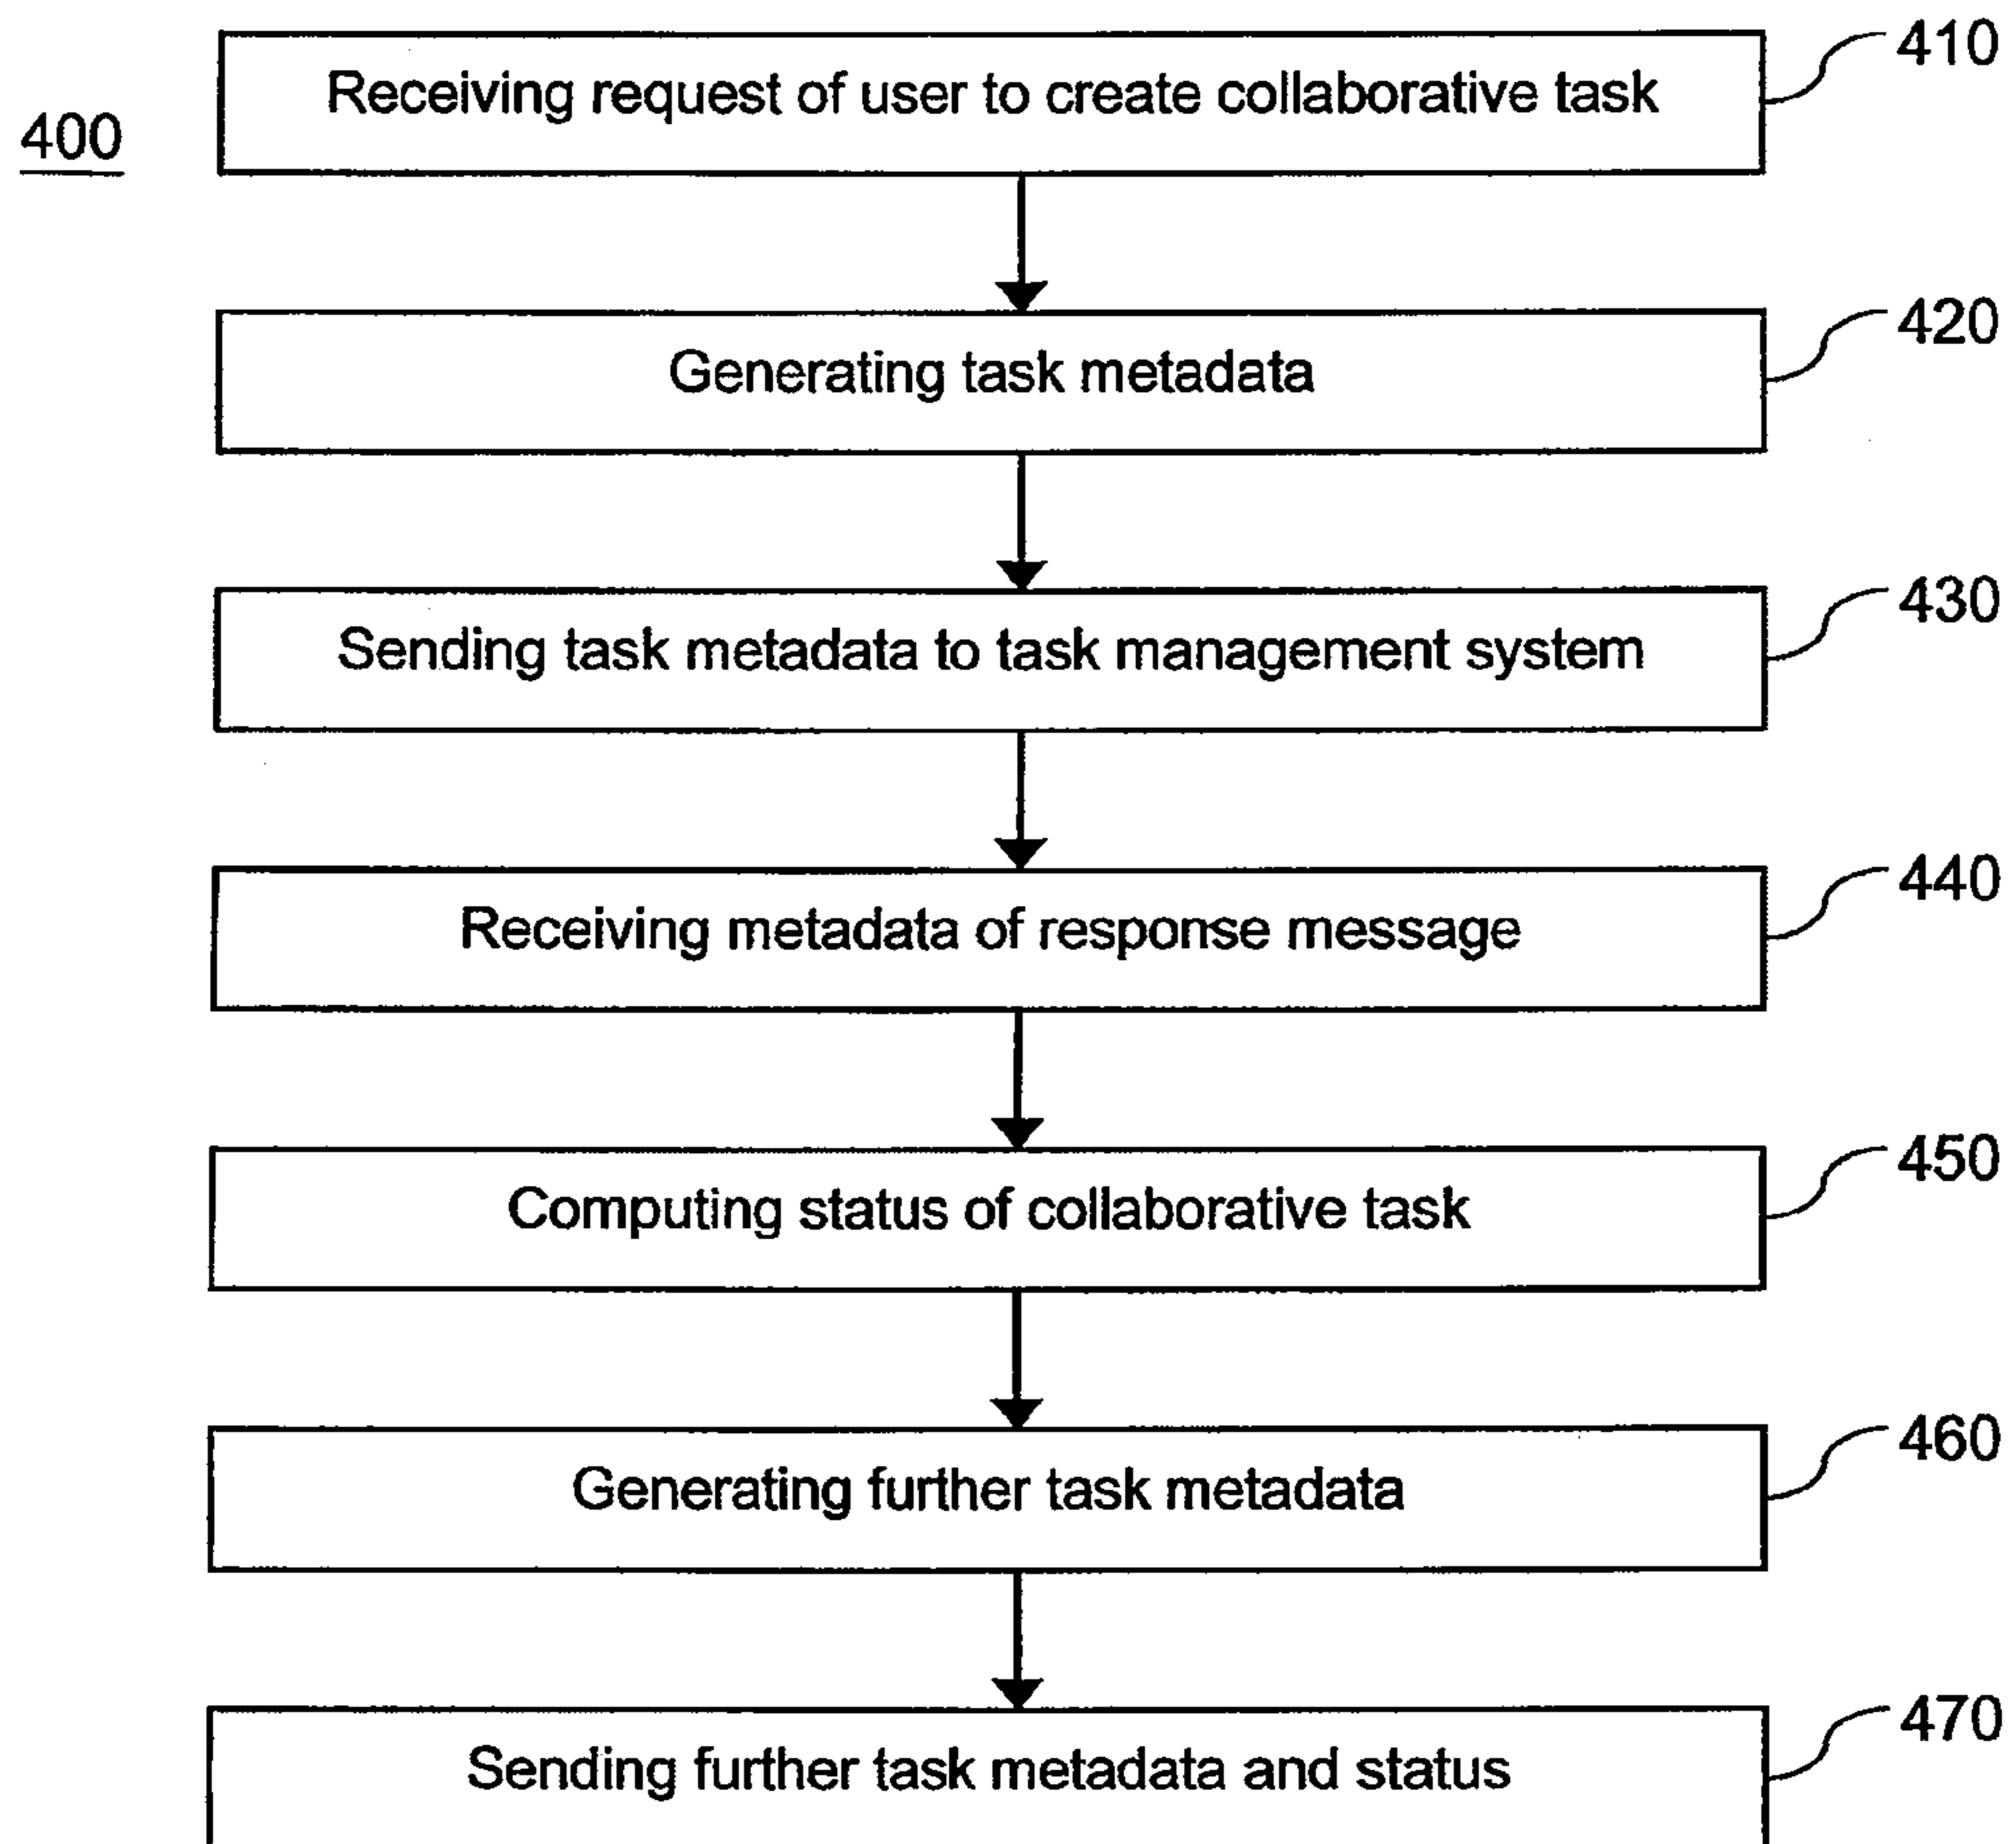 410
Receiving request of user to create collaborative task
400
420
Generating task metadata
430
Sending task metadata to task management system
440
Receiving metadata of response message
450
Computing status of collaborative task
460
Generating further task metadata
470
Sending further task metadata and status